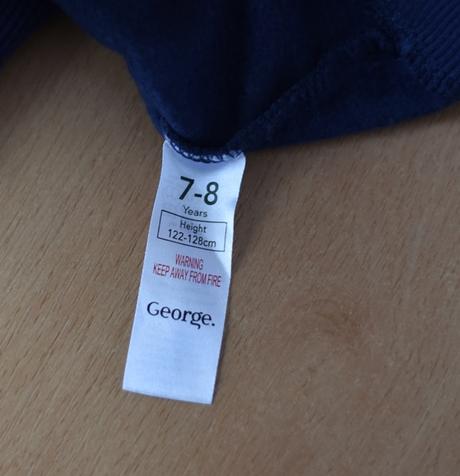 7-8
Years
Height
122-128cm
WARNING
KEEP AWAY FROM FIRE
George.